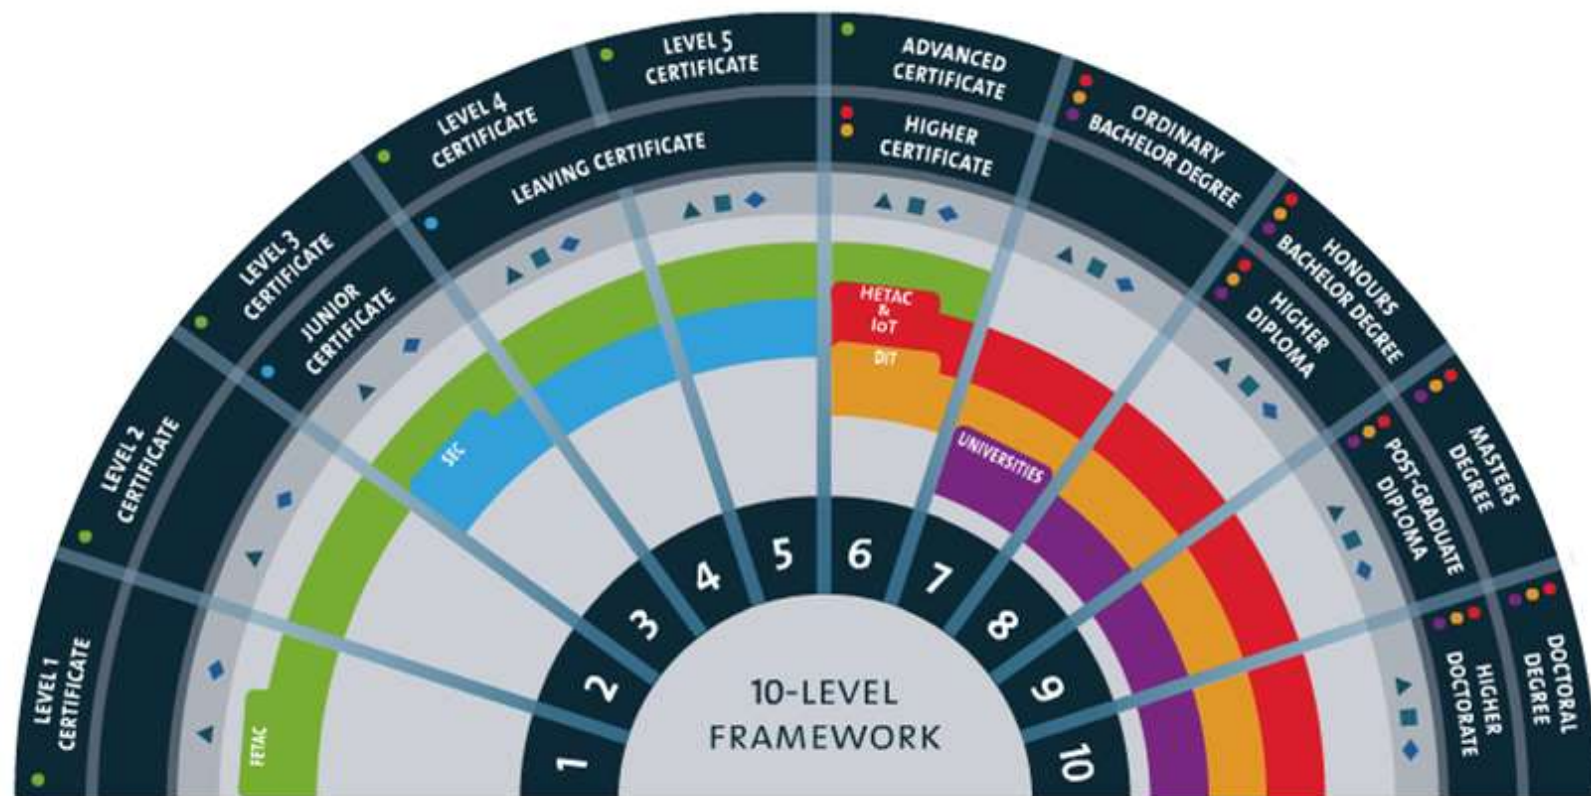 LEVEL 1
CERTIFICATE
LEVEL 2
CERTIFICATE
LEVEL 3
CERTIFICATE
LEVEL 4
CERTIFICATE
LEVEL 5
CERTIFICATE
ADVANCED
CERTIFICATE
ORDINARY
BACHELOR DEGREE
HONOURS
BACHELOR DEGREE
MASTERS
DEGREE
DOCTORAL
DEGREE
JUNIOR
CERTIFICATE
LEAVING CERTIFICATE
HIGHER
CERTIFICATE
HIGHER
DIPLOMA
POST-GRADUATE
DIPLOMA
HIGHER
DOCTORATE
FETAC
SEC
HETAC
&
IoT
DIT
UNIVERSITIES
1
2
3
4
5
6
7
8
9
10
10-LEVEL
FRAMEWORK